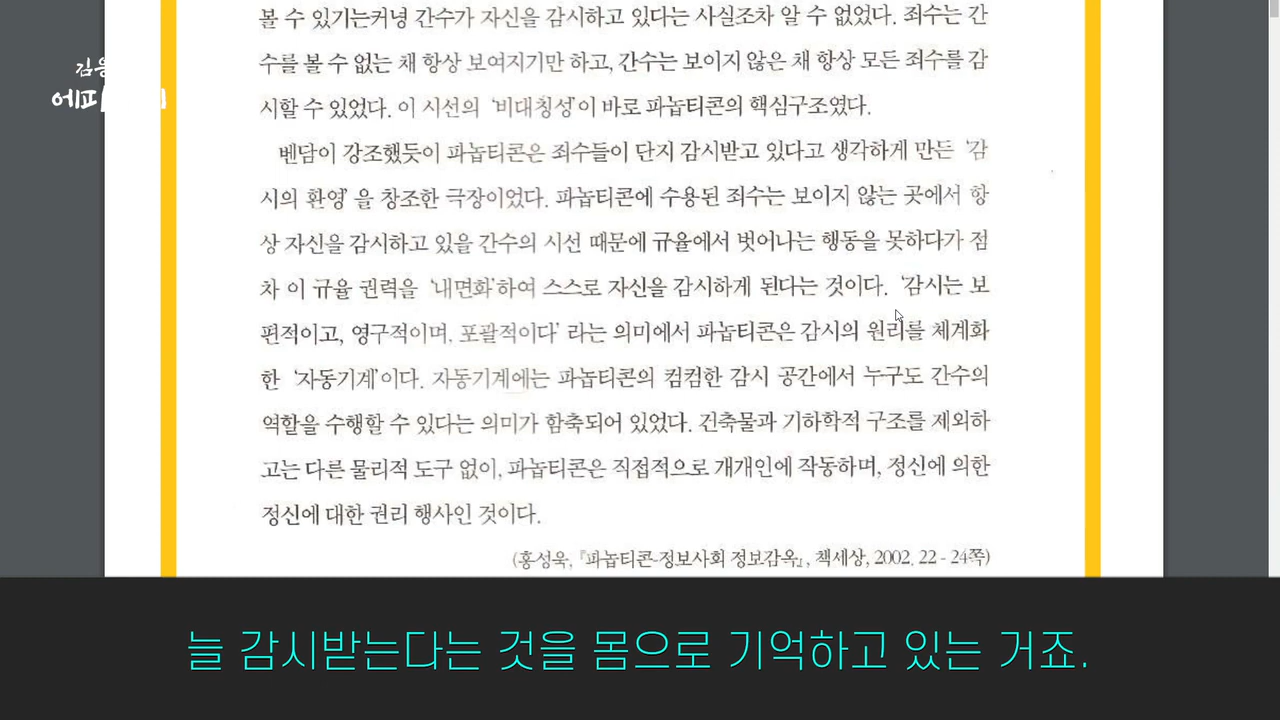 볼 수 있기는커녕 간수가 자신을 감시하고 있다는 사실조차 알 수 없었다. 죄수는 간
수를 볼 수 없는 채 항상 보여지기만 하고, 간수는 보이지 않은 채 항상 모든 죄수를 감
시할 수 있었다. 이 시선의 '비대칭성'이 바로 파놉티콘의 핵심구조였다.
벤담이 강조했듯이 파놉티콘은 죄수들이 단지 감시받고 있다고 생각하게 만든 '감
시의 환영'을 창조한 극장이었다. 파놉티콘에 수용된 죄수는 보이지 않는 곳에서 항
상 자신을 감시하고 있을 간수의 시선 때문에 규율에서 벗어나는 행동을 못하다가 점
차 이 규율 권력을 '내면화'하여 스스로 자신을 감시하게 된다는 것이다. '감시는 보
편적이고, 영구적이며, 포괄적이다' 라는 의미에서 파놉티콘은 감시의 원리를 체계화
한 '자동기계'이다. 자동기계에는 파놉티콘의 컴컴한 감시 공간에서 누구도 간수의
역할을 수행할 수 있다는 의미가 함축되어 있었다. 건축물과 기하학적 구조를 제외하
고는 다른 물리적 도구 없이, 파놉티콘은 직접적으로 개개인에 작동하며, 정신에 의한
정신에 대한 권리 행사인 것이다.
(홍성욱, 『파놉티콘-정보사회 정보감옥』, 책세상, 2002, 22 - 24쪽)
늘 감시받는다는 것을 몸으로 기억하고 있는 거죠.